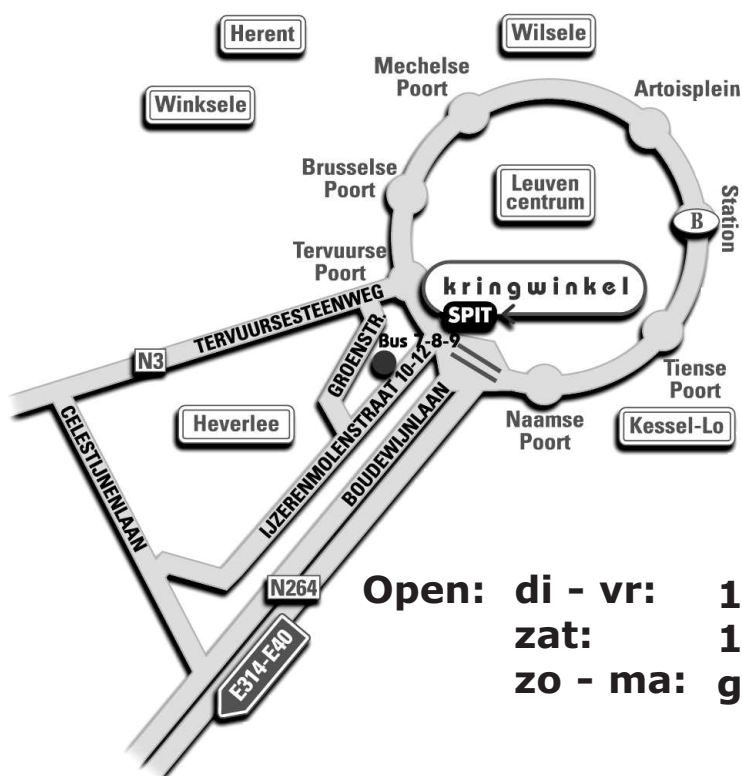 Herent
Wilsele
Mechelse
Poort
Artoisplein
Winksele
Brusselse
Poort
Leuven
centrum
Station
B
Tervuurse
Poort
kringwinkel
SPIT
TERVUURSESTEENWEG
N3
GROENSTR.
Bus 7-8-9
IJZERENMOLENSTRAAT 10-12
BOUDEWIJNLAAN
Tiense
Poort
Naamse
Poort
Kessel-Lo
Heverlee
CELESTIJNENLAAN
N264
E314-E40
Open: di - vr: 1
zat: 1
zo - ma: g